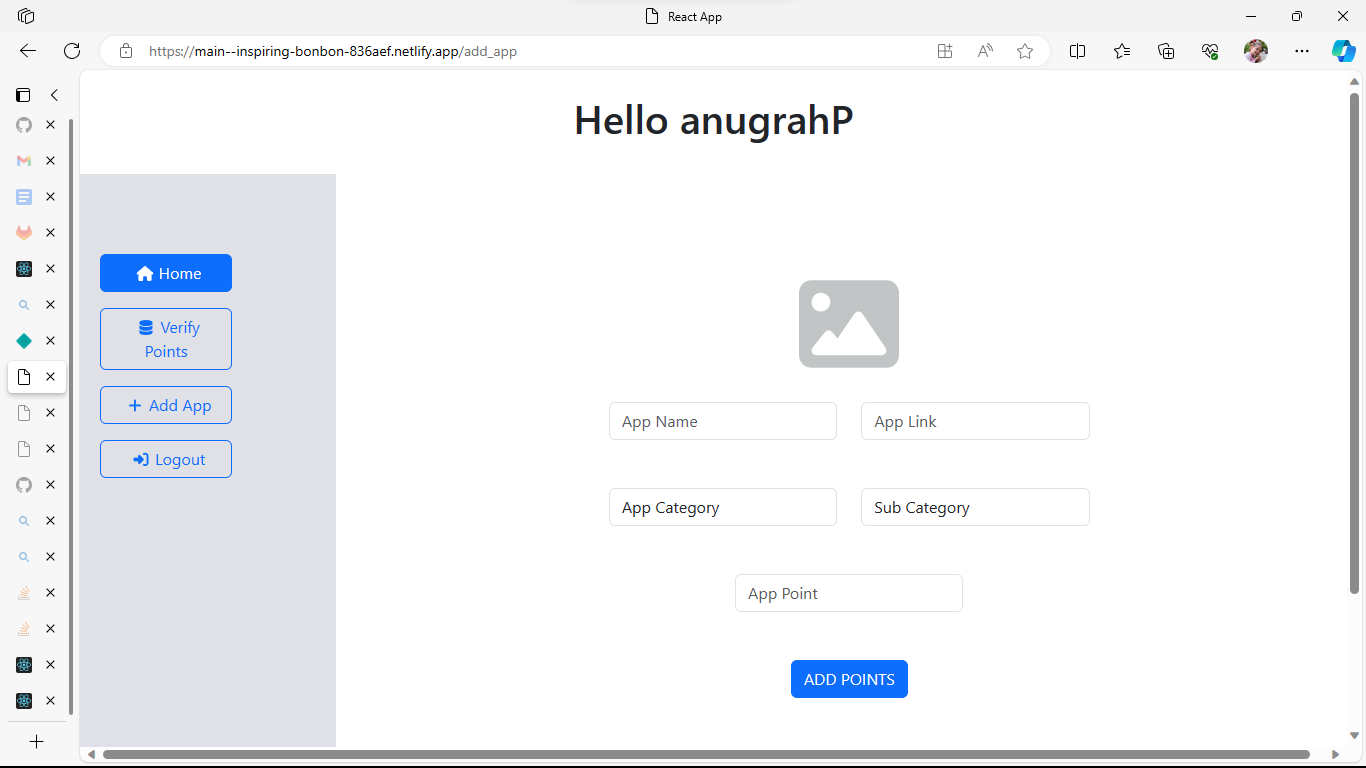 React App
https://main--inspiring-bonbon-836aef.netlify.app/add_app
Hello anugrahP
Home
Verify
Points
Add App
Logout
App Name
App Link
App Category
Sub Category
App Point
ADD POINTS